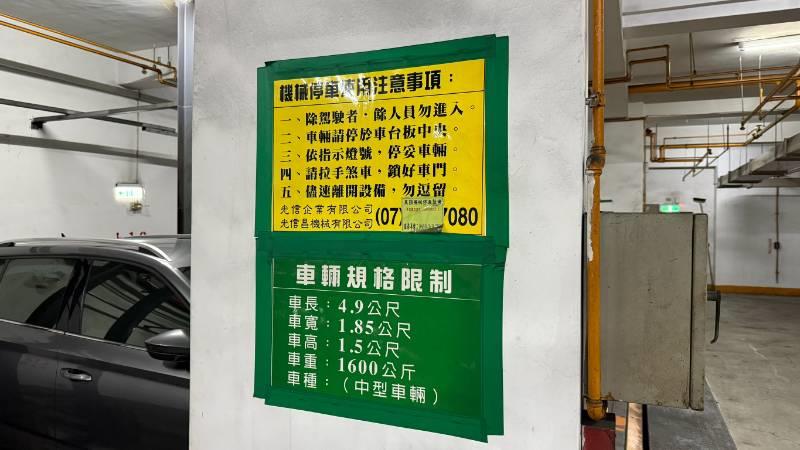 機械停車使用注意事項：
一、除駕駛者，餘人員勿進入。
二、車輛請停於車台板中央。
三、依指示燈號，停妥車輛。
四、請拉手煞車，鎖好車門。
五、儘速離開設備，勿逗留。
光信企業有限公司
光信昌機械有限公司
(07) 7080
車輛規格限制
車長：4.9公尺
車寬：1.85公尺
車高：1.5公尺
車重：1600公斤
車種：（中型車輛）